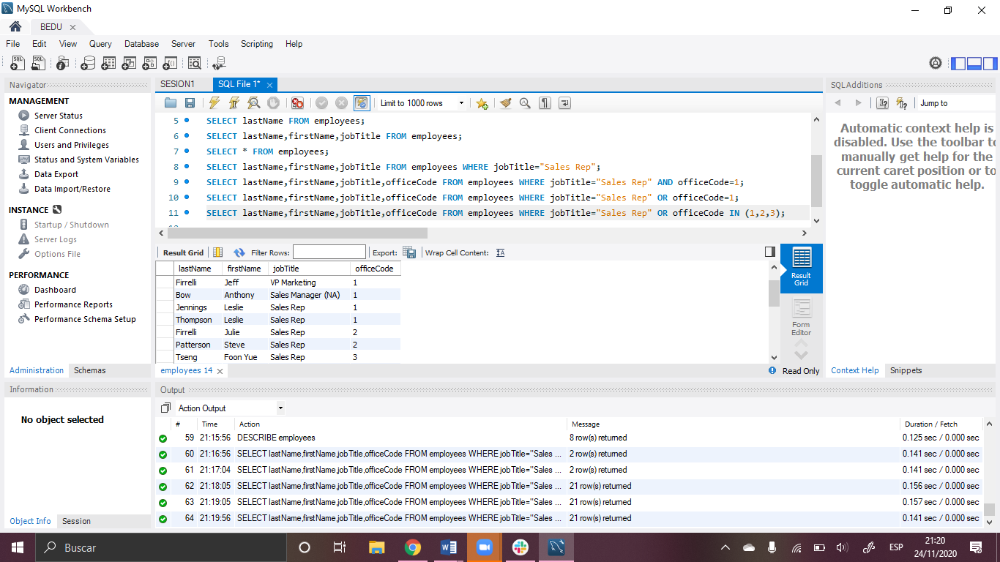 MySQL Workbench
BEDU
File Edit View Query Database Server Tools Scripting Help
Navigator
MANAGEMENT
Server Status
Client Connections
Users and Privileges
Status and System Variables
Data Export
Data Import/Restore
INSTANCE
Startup / Shutdown
Server Logs
Options File
PERFORMANCE
Dashboard
Performance Reports
Performance Schema Setup
Administration Schemas
Information
No object selected
Object Info Session
SESION1 SQL File 1*
Limit to 1000 rows
5 SELECT lastName FROM employees;
6 SELECT lastName,firstName,jobTitle FROM employees;
7 SELECT * FROM employees;
8 SELECT lastName,firstName,jobTitle FROM employees WHERE jobTitle="Sales Rep";
9 SELECT lastName,firstName,jobTitle,officeCode FROM employees WHERE jobTitle="Sales Rep" AND officeCode=1;
10 SELECT lastName,firstName,jobTitle,officeCode FROM employees WHERE jobTitle="Sales Rep" OR officeCode=1;
11 SELECT lastName,firstName,jobTitle,officeCode FROM employees WHERE jobTitle="Sales Rep" OR officeCode IN (1,2,3);
Result Grid Filter Rows: Export: Wrap Cell Content:
lastName firstName jobTitle officeCode
Firrelli Jeff VP Marketing 1
Bow Anthony Sales Manager (NA) 1
Jennings Leslie Sales Rep 1
Thompson Leslie Sales Rep 1
Firrelli Julie Sales Rep 2
Patterson Steve Sales Rep 2
Tseng Foon Yue Sales Rep 3
Result
Grid
Form
Editor
employees 14
Read Only
SQLAdditions
Jump to
Automatic context help is
disabled. Use the toolbar to
manually get help for the
current caret position or to
toggle automatic help.
Context Help Snippets
Output
Action Output
# Time Action Message Duration / Fetch
59 21:15:56 DESCRIBE employees 8 row(s) returned 0.125 sec / 0.000 sec
60 21:16:56 SELECT lastName,firstName,jobTitle,officeCode FROM employees WHERE jobTitle="Sales ... 2 row(s) returned 0.141 sec / 0.000 sec
61 21:17:04 SELECT lastName,firstName,jobTitle,officeCode FROM employees WHERE jobTitle="Sales ... 2 row(s) returned 0.141 sec / 0.000 sec
62 21:18:05 SELECT lastName,firstName,jobTitle,officeCode FROM employees WHERE jobTitle="Sales ... 21 row(s) returned 0.156 sec / 0.000 sec
63 21:19:05 SELECT lastName,firstName,jobTitle,officeCode FROM employees WHERE jobTitle="Sales ... 21 row(s) returned 0.157 sec / 0.000 sec
64 21:19:56 SELECT lastName,firstName,jobTitle,officeCode FROM employees WHERE jobTitle="Sales ... 21 row(s) returned 0.141 sec / 0.000 sec
Buscar
ESP
21:20
24/11/2020